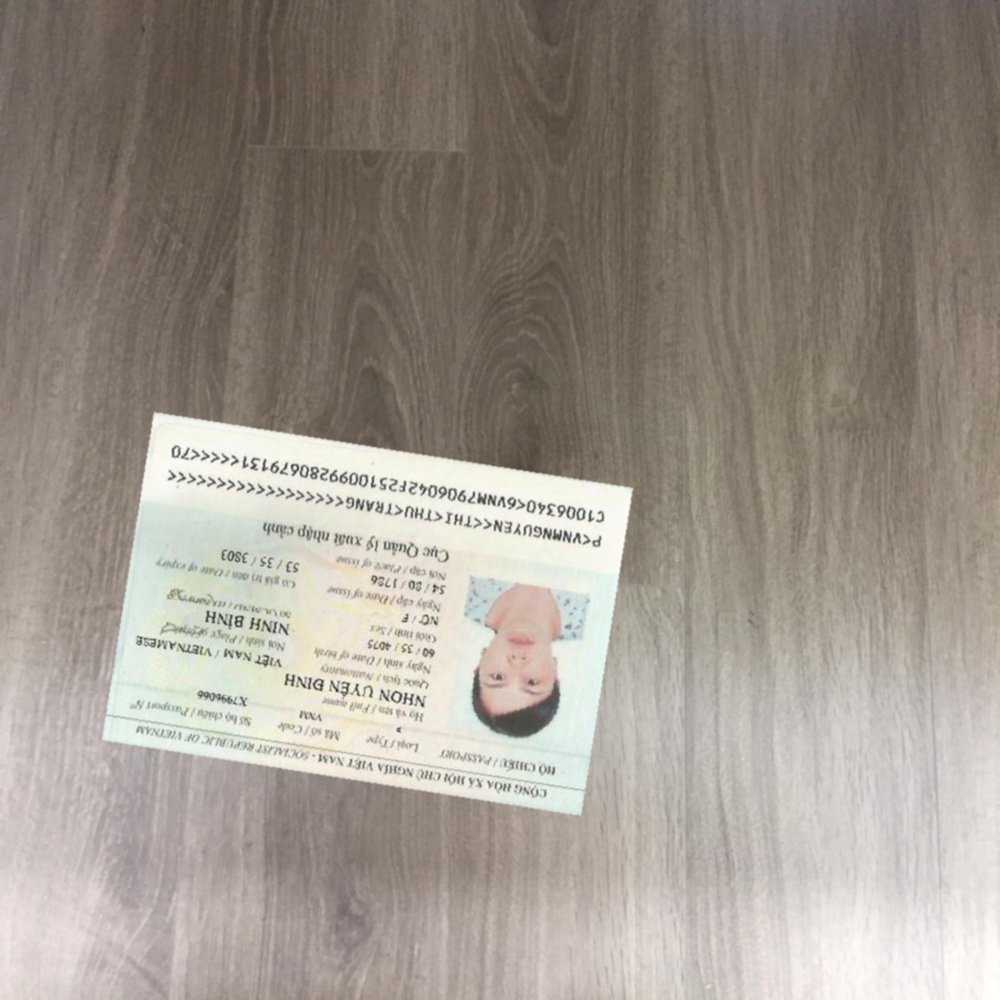 CỘNG HÒA XÃ HỘI CHỦ NGHĨA VIỆT NAM - SOCIALIST REPUBLIC OF VIETNAM
HỘ CHIẾU / PASSPORT
Loại / Type
Mã số / Code
Số hộ chiếu / Passport Nº
VNM
X7996066
Họ và tên / Full name
NHƠN UYỂN ĐINH
Quốc tịch / Nationality
VIỆT NAM / VIETNAMESE
Ngày sinh / Date of birth
60 / 35 / 4075
Nơi sinh / Place of birth
NINH BÌNH
Giới tính / Sex
NỮ / F
Ngày cấp / Date of issue
54 / 80 / 1786
Có giá trị đến / Date of expiry
53 / 35 / 3803
Nơi cấp / Place of issue
Cục Quản lý xuất nhập cảnh
P<VNMNGUYEN<<THI<THU<TRANG<<<<<<<<<<<<<<<<<<
C1006340<6VNM7906042F2510099280679131<<<<<70